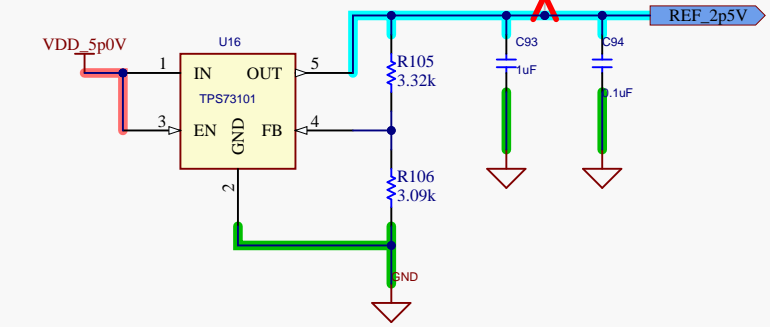 REF_2p5V
VDD_5p0V
U16
C93
C94
1
IN
OUT
5
R105
3.32k
1uF
TPS73101
0.1uF
3
EN
GND
FB
4
R106
3.09k
2
GND